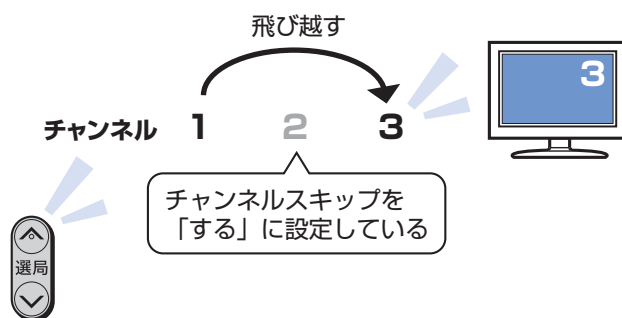 飛び越す
3
チャンネル 1 2 3
チャンネルスキップを
「する」に設定している
選局